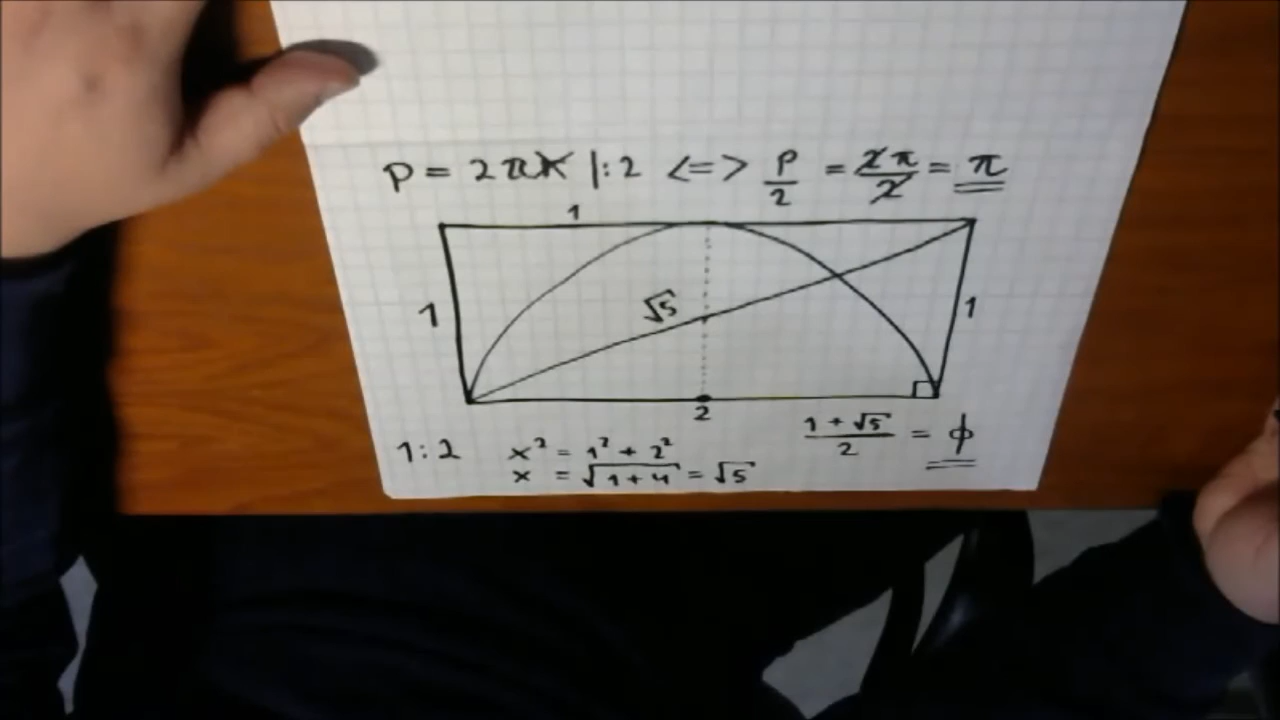 P = 2πr |:2 <=> P/2 = 2π/2 = π
1
1 √5 1
2
1+√5/2 = ϕ
1:2 x² = 1² + 2²
x = √1+4 = √5